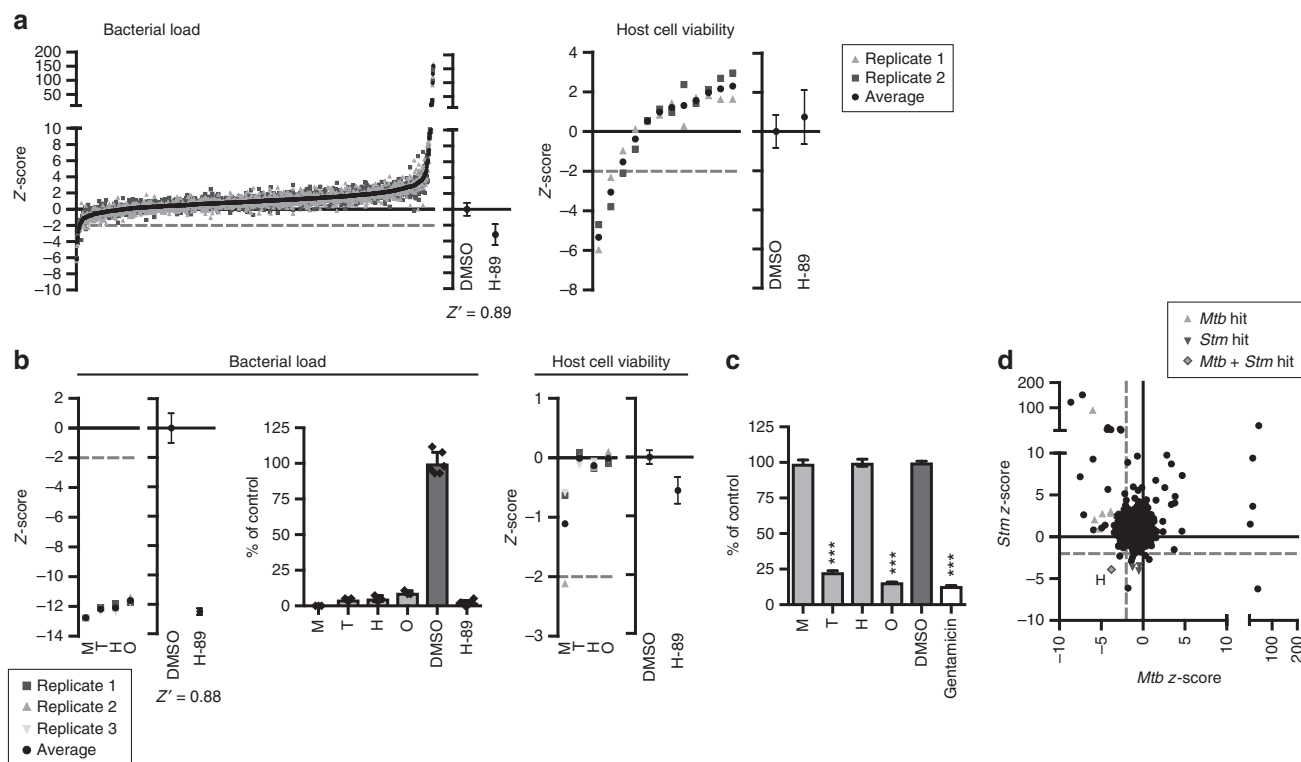 a
Bacterial load
Host cell viability
Replicate 1
Replicate 2
Average
Z-score
200
150
100
50
10
8
6
4
2
0
−2
−4
−6
−8
−10
DMSO
H-89
Z′ = 0.89
Z-score
4
2
0
−2
−4
−6
−8
DMSO
H-89
b
Bacterial load
Host cell viability
Z-score
2
0
−2
−4
−6
−8
−10
−12
−14
M
T
H
O
DMSO
H-89
Z′ = 0.88
% of control
125
100
75
50
25
0
M
T
H
O
DMSO
H-89
Z-score
1
0
−1
−2
−3
M
T
H
O
DMSO
H-89
Replicate 1
Replicate 2
Replicate 3
Average
c
% of control
125
100
75
50
25
0
***
***
***
M
T
H
O
DMSO
Gentamicin
d
Mtb hit
Stm hit
Mtb + Stm hit
Stm z-score
200
100
10
5
0
−5
−10
H
−10
−5
0
5
10
100
200
Mtb z-score